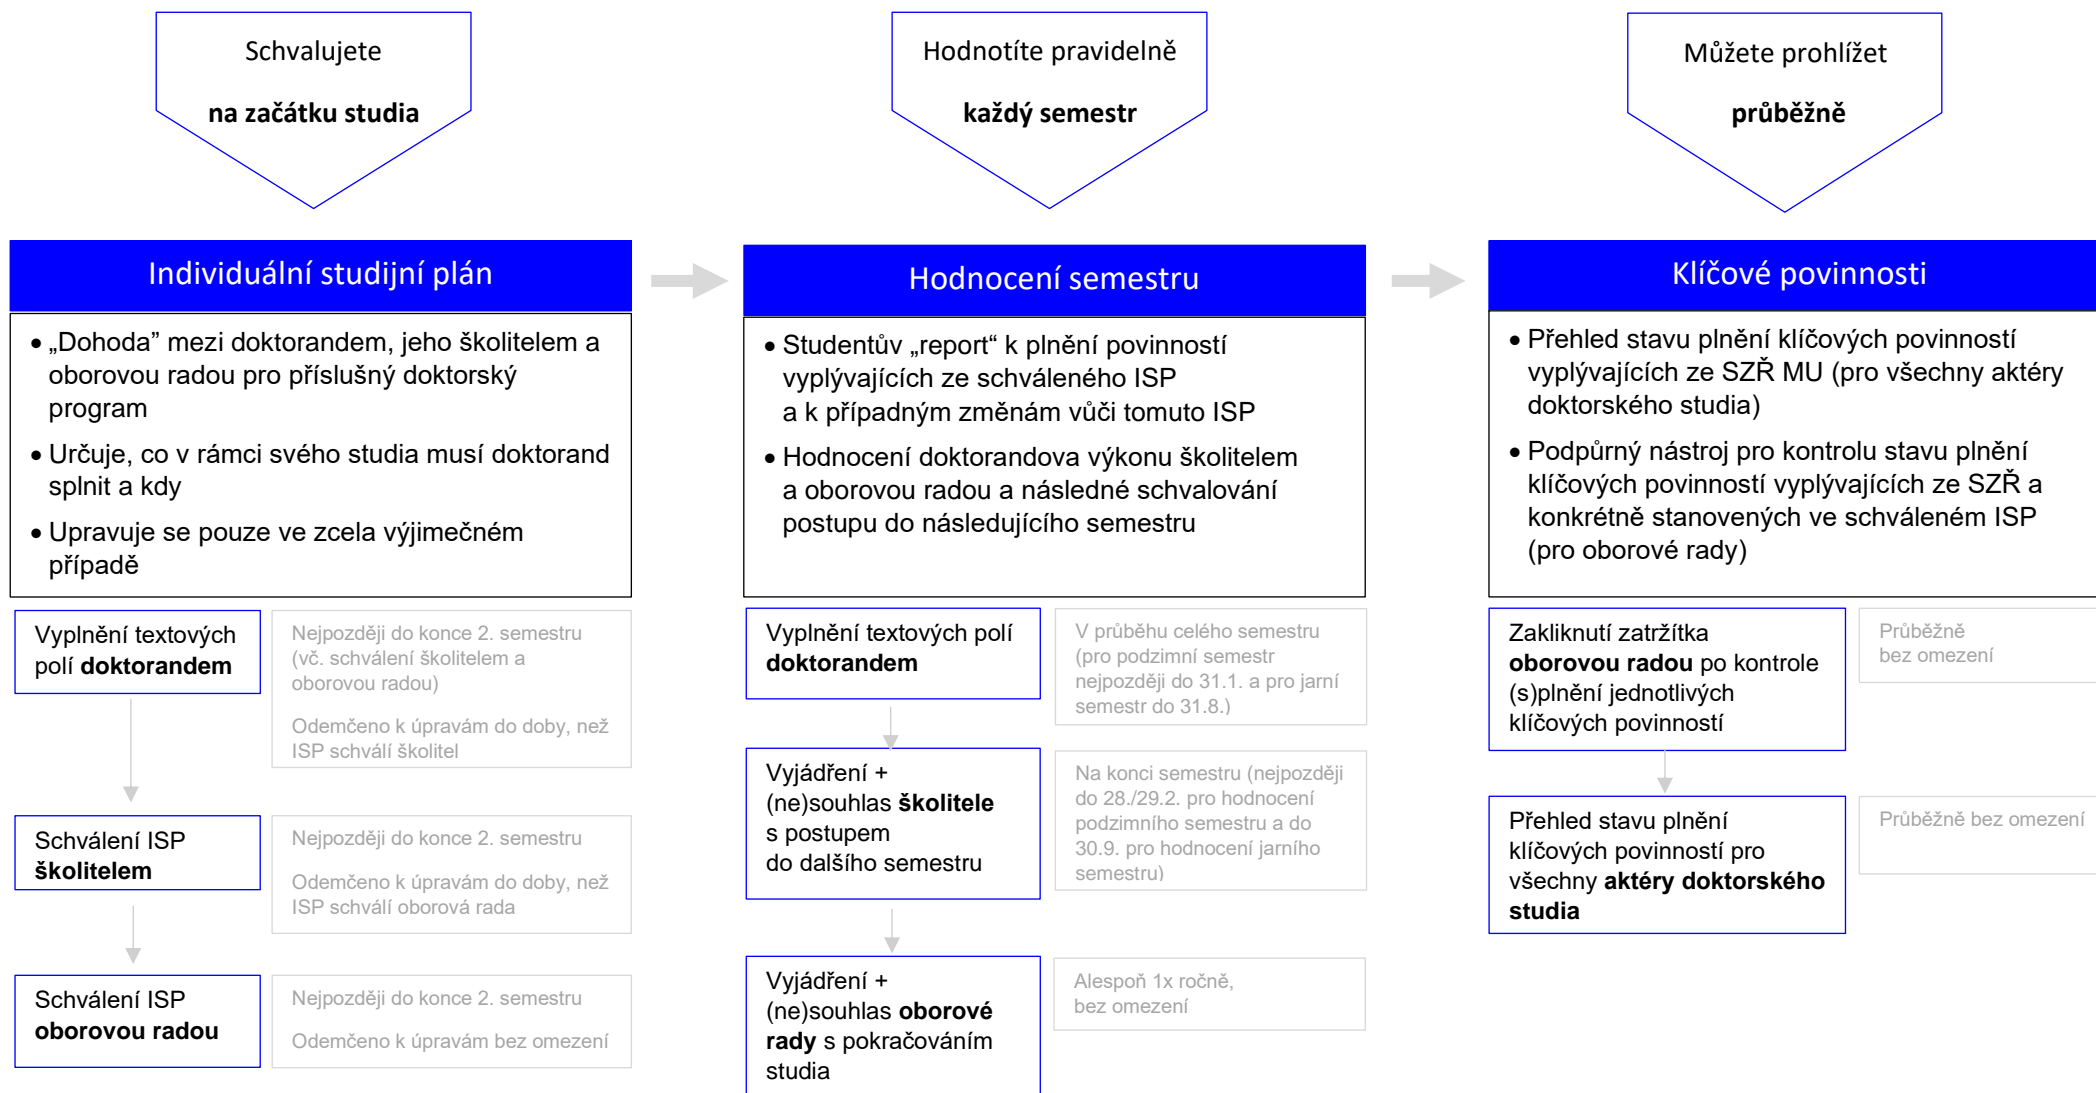 Schvalujete
na začátku studia
Hodnotíte pravidelně
každý semestr
Můžete prohlížet
průběžně
Individuální studijní plán
• „Dohoda” mezi doktorandem, jeho školitelem a
oborovou radou pro příslušný doktorský
program
• Určuje, co v rámci svého studia musí doktorand
splnit a kdy
• Upravuje se pouze ve zcela výjimečném
případě
Vyplnění textových
polí doktorandem
Nejpozději do konce 2. semestru
(vč. schválení školitelem a
oborovou radou)
Odemčeno k úpravám do doby, než
ISP schválí školitel
Schválení ISP
školitelem
Nejpozději do konce 2. semestru
Odemčeno k úpravám do doby, než
ISP schválí oborová rada
Schválení ISP
oborovou radou
Nejpozději do konce 2. semestru
Odemčeno k úpravám bez omezení
Hodnocení semestru
• Studentův „report“ k plnění povinností
vyplývajících ze schváleného ISP
a k případným změnám vůči tomuto ISP
• Hodnocení doktorandova výkonu školitelem
a oborovou radou a následné schvalování
postupu do následujícího semestru
Vyplnění textových polí
doktorandem
V průběhu celého semestru
(pro podzimní semestr
nejpozději do 31.1. a pro jarní
semestr do 31.8.)
Vyjádření +
(ne)souhlas školitele
s postupem
do dalšího semestru
Na konci semestru (nejpozději
do 28./29.2. pro hodnocení
podzimního semestru a do
30.9. pro hodnocení jarního
semestru)
Vyjádření +
(ne)souhlas oborové
rady s pokračováním
studia
Alespoň 1x ročně,
bez omezení
Klíčové povinnosti
• Přehled stavu plnění klíčových povinností
vyplývajících ze SZŘ MU (pro všechny aktéry
doktorského studia)
• Podpůrný nástroj pro kontrolu stavu plnění
klíčových povinností vyplývajících ze SZŘ a
konkrétně stanovených ve schváleném ISP
(pro oborové rady)
Zakliknutí zatržítka
oborovou radou po kontrole
(s)plnění jednotlivých
klíčových povinností
Průběžně
bez omezení
Přehled stavu plnění
klíčových povinností pro
všechny aktéry doktorského
studia
Průběžně bez omezení